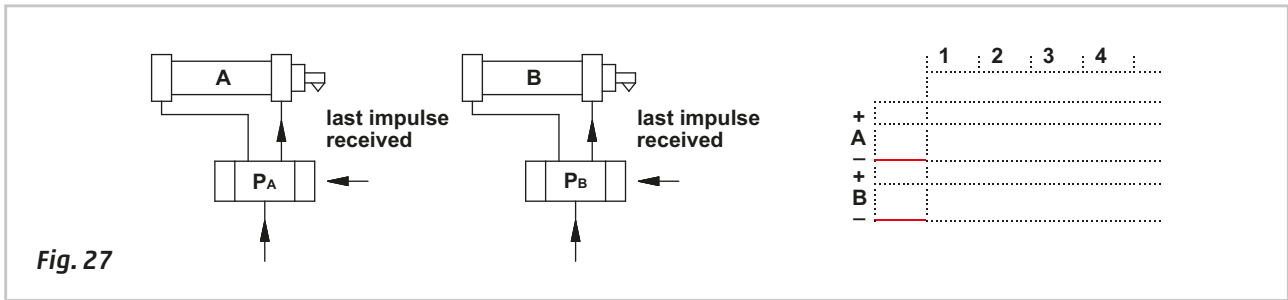 1 2 3 4
A
B
last impulse
received
last impulse
received
PA
PB
+
A
–
+
B
–
Fig. 27